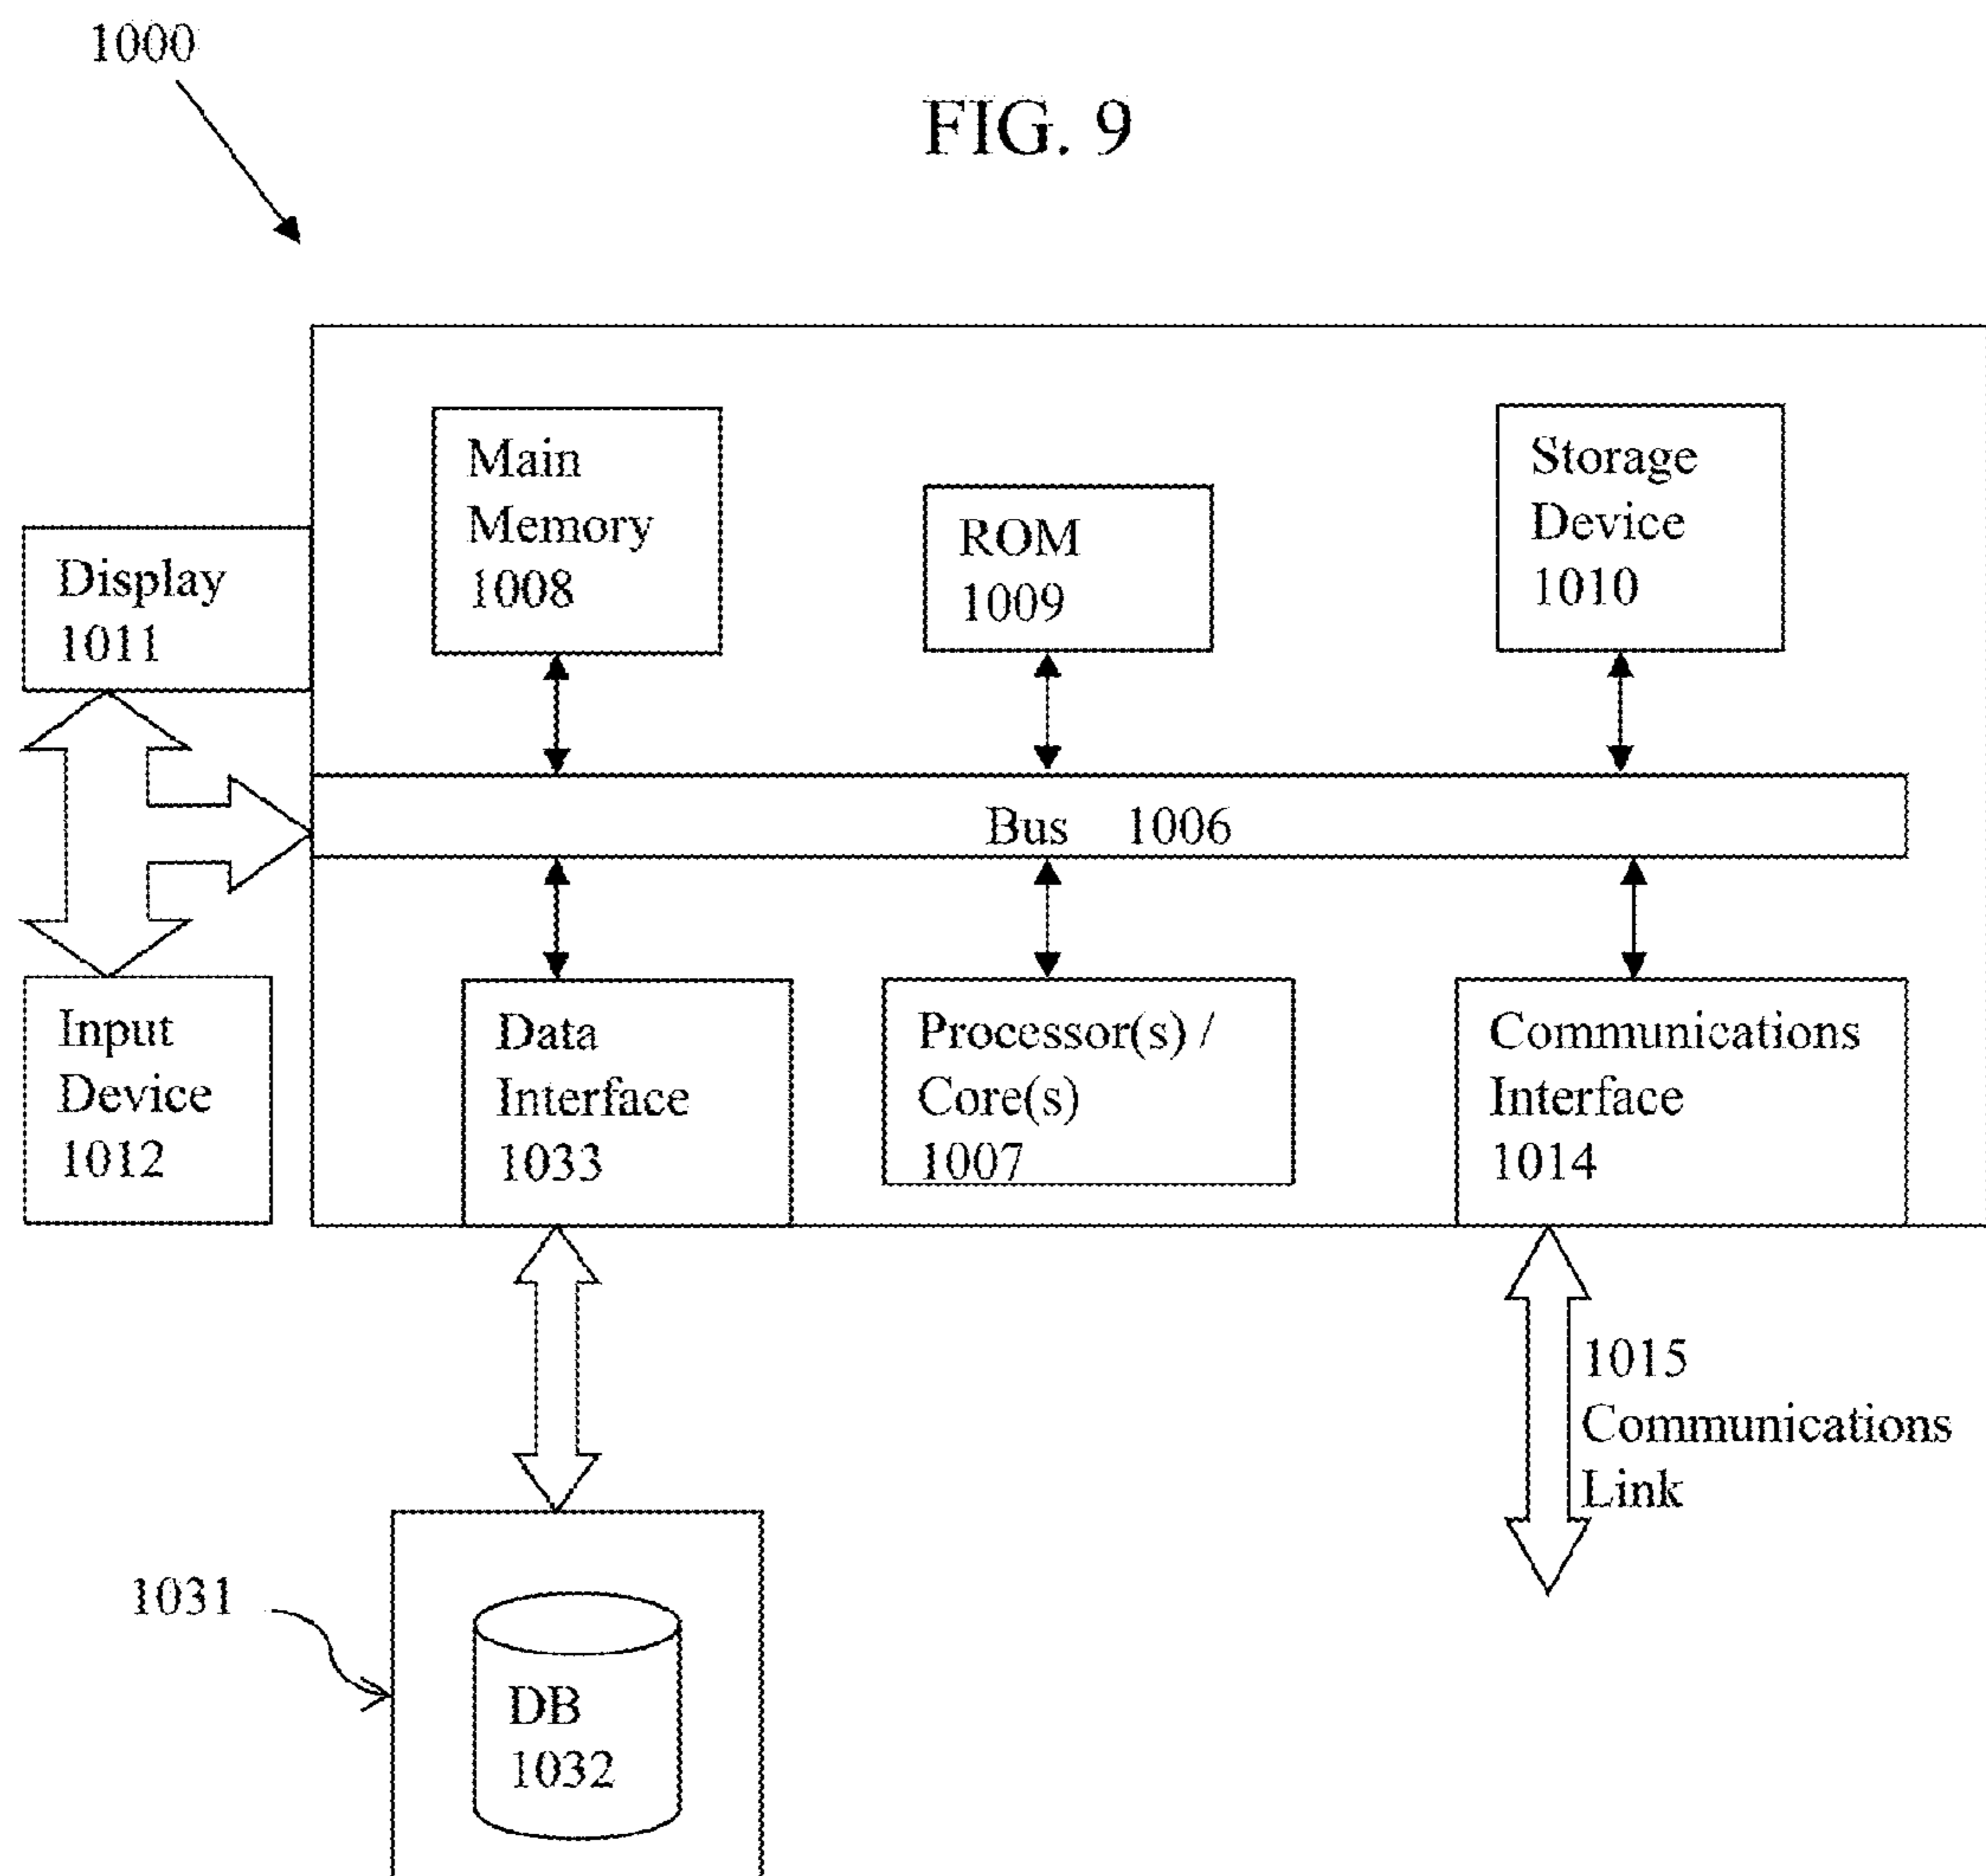 1000
FIG. 9
Main
Memory
1008
ROM
1009
Storage
Device
1010
Display
1011
Bus 1006
Input
Device
1012
Data
Interface
1033
Processor(s) /
Core(s)
1007
Communications
Interface
1014
1015
Communications
Link
1031
DB
1032